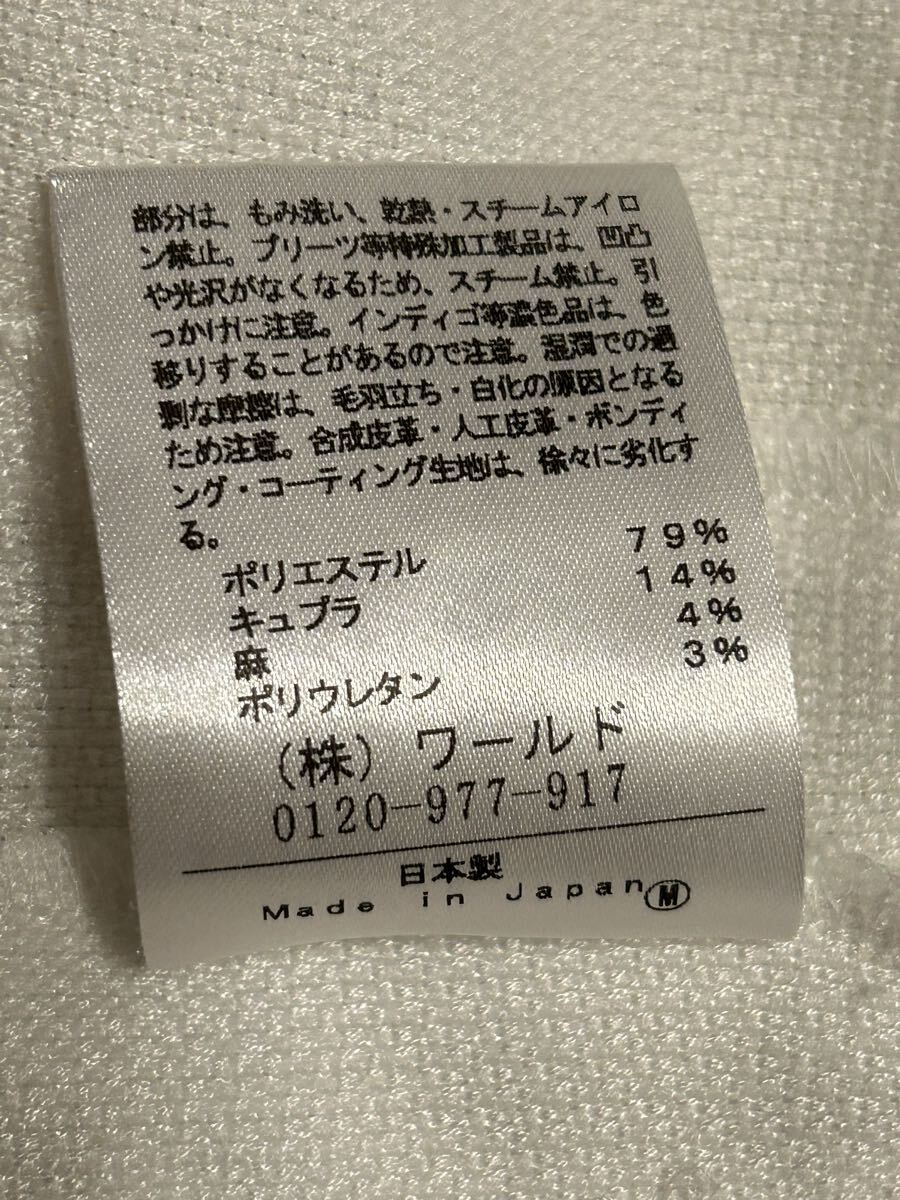 部分は、もみ洗い、乾熱・スチームアイロ
ン禁止。プリーツ等特殊加工製品は、凹凸
や光沢がなくなるため、スチーム禁止。引
っかけに注意。インディゴ等濃色品は、色
移りすることがあるので注意。湿潤での過
剰な摩擦は、毛羽立ち・白化の原因となる
ため注意。合成皮革・人工皮革・ボンディ
ング・コーティング生地は、徐々に劣化す
る。
ポリエステル 79%
キュプラ 14%
麻 4%
ポリウレタン 3%
(株) ワールド
0120-977-917
日本製
Made in Japan Ⓜ